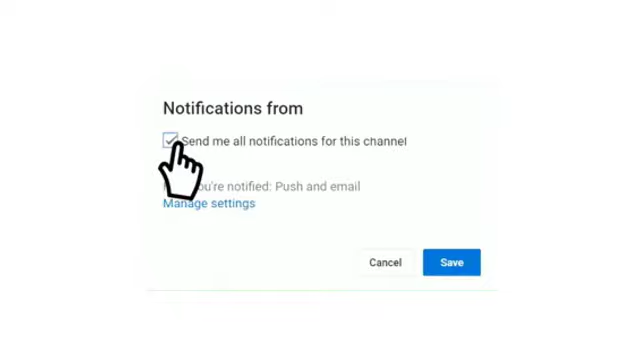 Notifications from
Send me all notifications for this channel
you're notified: Push and email
Manage settings
Cancel
Save